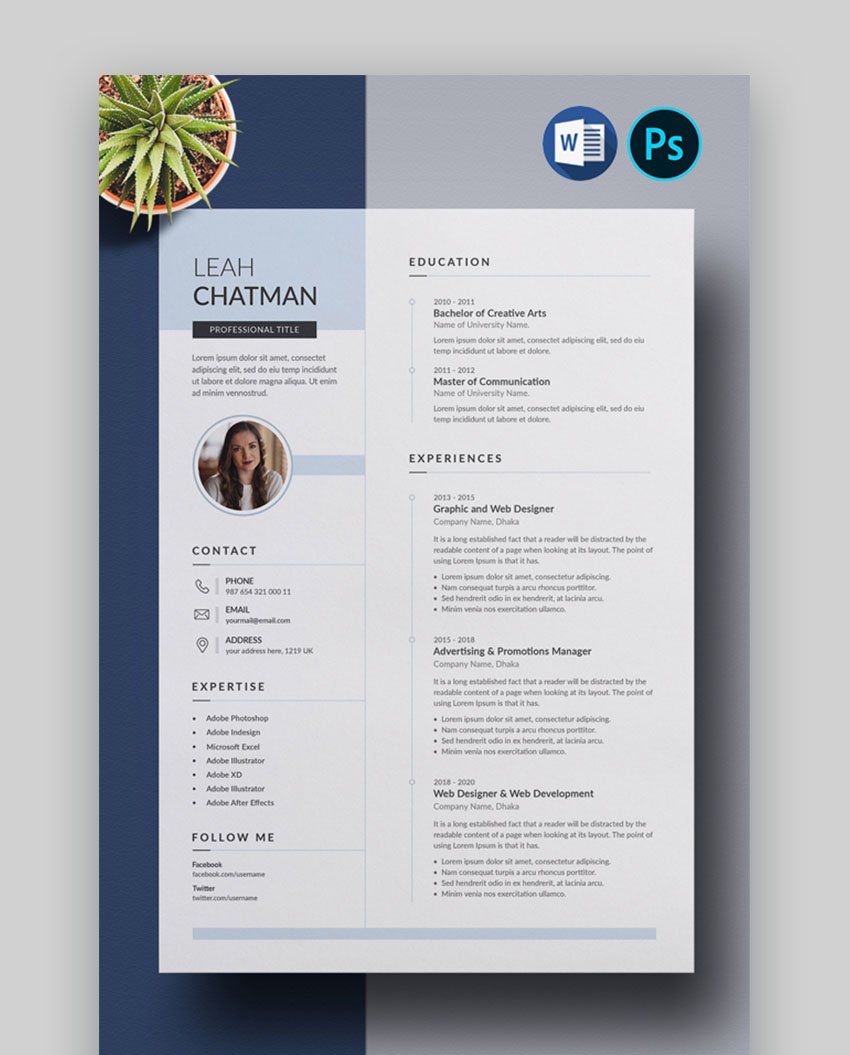 W
Ps
LEAH
CHATMAN
PROFESSIONAL TITLE
Lorem ipsum dolor sit amet, consectet
adipiscing elit, sed do eiusmod incididunt
ut labore et dolore magna aliqua. Ut enim
ad minim vennostrud.
CONTACT
PHONE
987 654 321 000 11
EMAIL
yourmail@email.com
ADDRESS
your address here, 1219 UK
EXPERTISE
• Adobe Photoshop
• Adobe Indesign
• Microsoft Excel
• Adobe Illustrator
• Adobe XD
• Adobe Illustrator
• Adobe After Effects
FOLLOW ME
Facebook
facebook.com/username
Twitter
twitter.com/username
EDUCATION
2010 - 2011
Bachelor of Creative Arts
Name of University Name.
Lorem ipsum dolor sit amet, consectet adipiscing elit, sed do eiu
temp incididunt ut labore et dolore.
2011 - 2012
Master of Communication
Name of University Name.
Lorem ipsum dolor sit amet, consectet adipiscing elit, sed do eiu
temp incididunt ut labore et dolore.
EXPERIENCES
2013 - 2015
Graphic and Web Designer
Company Name, Dhaka
It is a long established fact that a reader will be distracted by the
readable content of a page when looking at its layout. The point of
using Lorem Ipsum is that it has.
• Lorem ipsum dolor sit amet, consectetur adipiscing.
• Nam consequat turpis a arcu rhoncus porttitor.
• Sed hendrerit odio in ex hendrerit, at lacinia arcu.
• Minim venia nos exercitation ullamco.
2015 - 2018
Advertising & Promotions Manager
Company Name, Dhaka
It is a long established fact that a reader will be distracted by the
readable content of a page when looking at its layout. The point of
using Lorem Ipsum is that it has.
• Lorem ipsum dolor sit amet, consectetur adipiscing.
• Nam consequat turpis a arcu rhoncus porttitor.
• Sed hendrerit odio in ex hendrerit, at lacinia arcu.
• Minim venia nos exercitation ullamco.
2018 - 2020
Web Designer & Web Development
Company Name, Dhaka
It is a long established fact that a reader will be distracted by the
readable content of a page when looking at its layout. The point of
using Lorem Ipsum is that it has.
• Lorem ipsum dolor sit amet, consectetur adipiscing.
• Nam consequat turpis a arcu rhoncus porttitor.
• Sed hendrerit odio in ex hendrerit, at lacinia arcu.
• Minim venia nos exercitation ullamco.